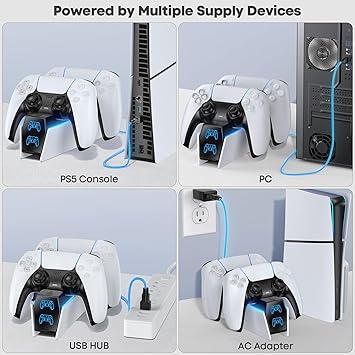 Powered by Multiple Supply Devices
PS5 Console
PC
USB HUB
AC Adapter